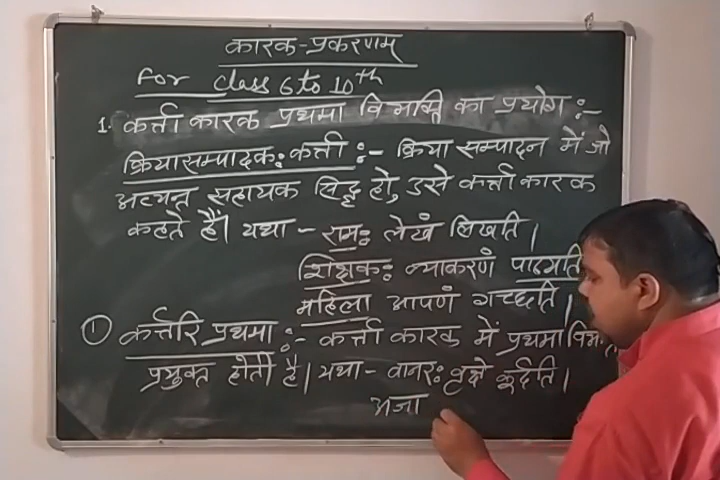 कारक-प्रकरणम्
For Class 6 to 10th
1. कर्त्ता कारक प्रथमा विभक्ति का प्रयोग :-
क्रियासम्पादक: कर्त्ता :- क्रिया सम्पादन में जो
अत्यन्त सहायक सिद्ध हो, उसे कर्त्ता कारक
कहते हैं। यथा - राम: लेखं लिखति।
शिक्षक: व्याकरणं पाठयति
महिला आपणं गच्छति।
① कर्त्तरि प्रथमा :- कर्त्ता कारक में प्रथमा
प्रयुक्त होती है। यथा - वानर: वृक्षे कूर्दति।
अजा